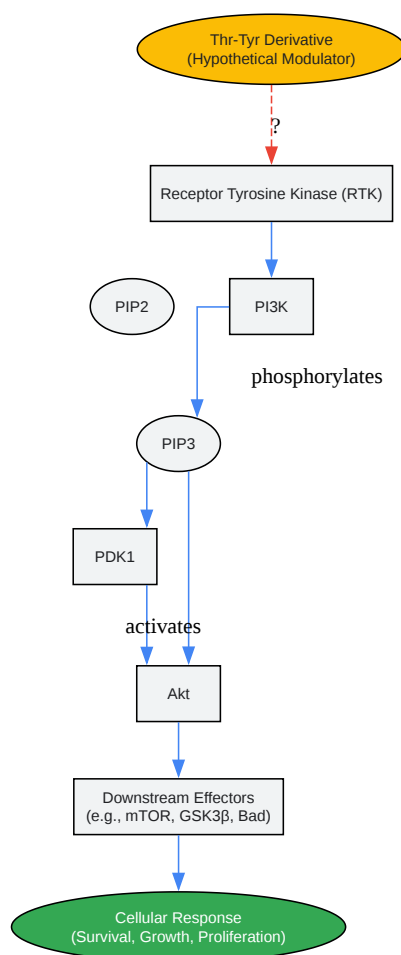 Thr-Tyr Derivative
(Hypothetical Modulator)
?
Receptor Tyrosine Kinase (RTK)
PIP2
PI3K
phosphorylates
PIP3
PDK1
activates
Akt
Downstream Effectors
(e.g., mTOR, GSK3β, Bad)
Cellular Response
(Survival, Growth, Proliferation)